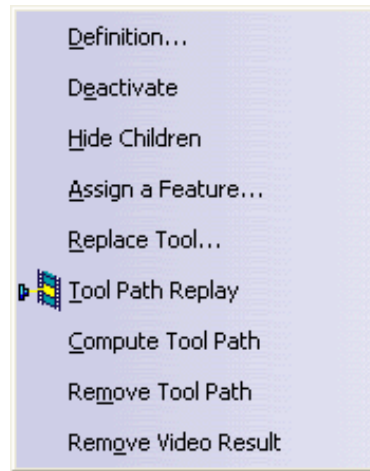 Definition...
Deactivate
Hide Children
Assign a Feature...
Replace Tool...
Tool Path Replay
Compute Tool Path
Remove Tool Path
Remove Video Result